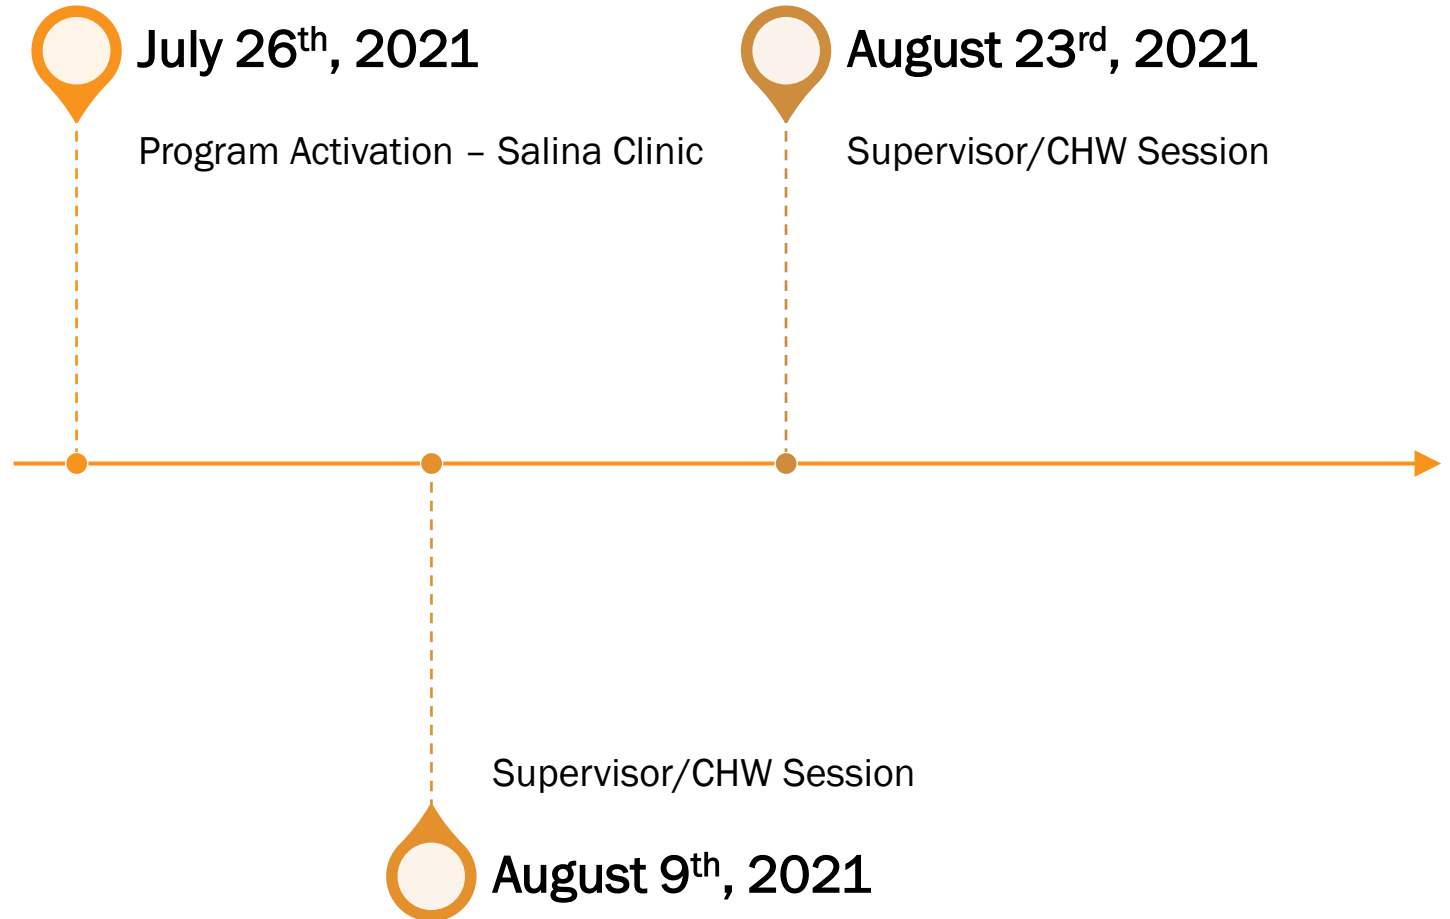 July 26th, 2021
Program Activation – Salina Clinic
August 23rd, 2021
Supervisor/CHW Session
Supervisor/CHW Session
August 9th, 2021